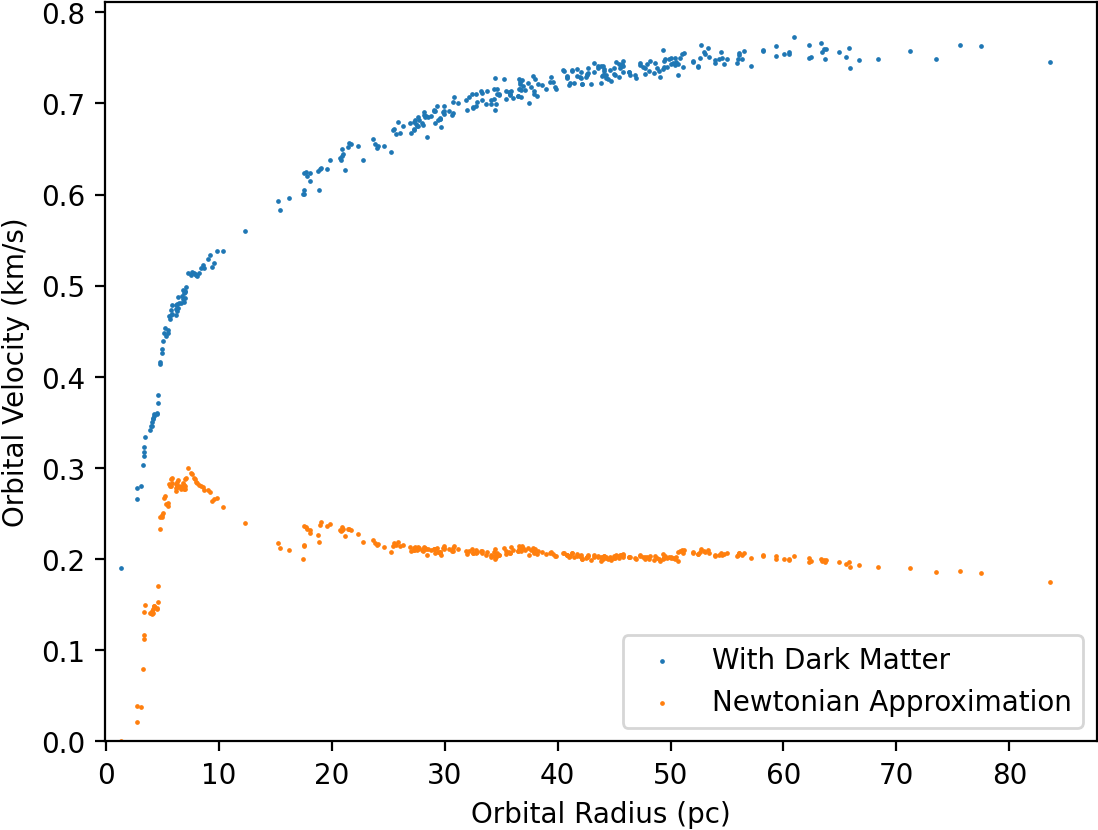 0.8
0.7
0.6
0.5
0.4
0.3
0.2
0.1
0.0
Orbital Velocity (km/s)
With Dark Matter
Newtonian Approximation
0 10 20 30 40 50 60 70 80
Orbital Radius (pc)